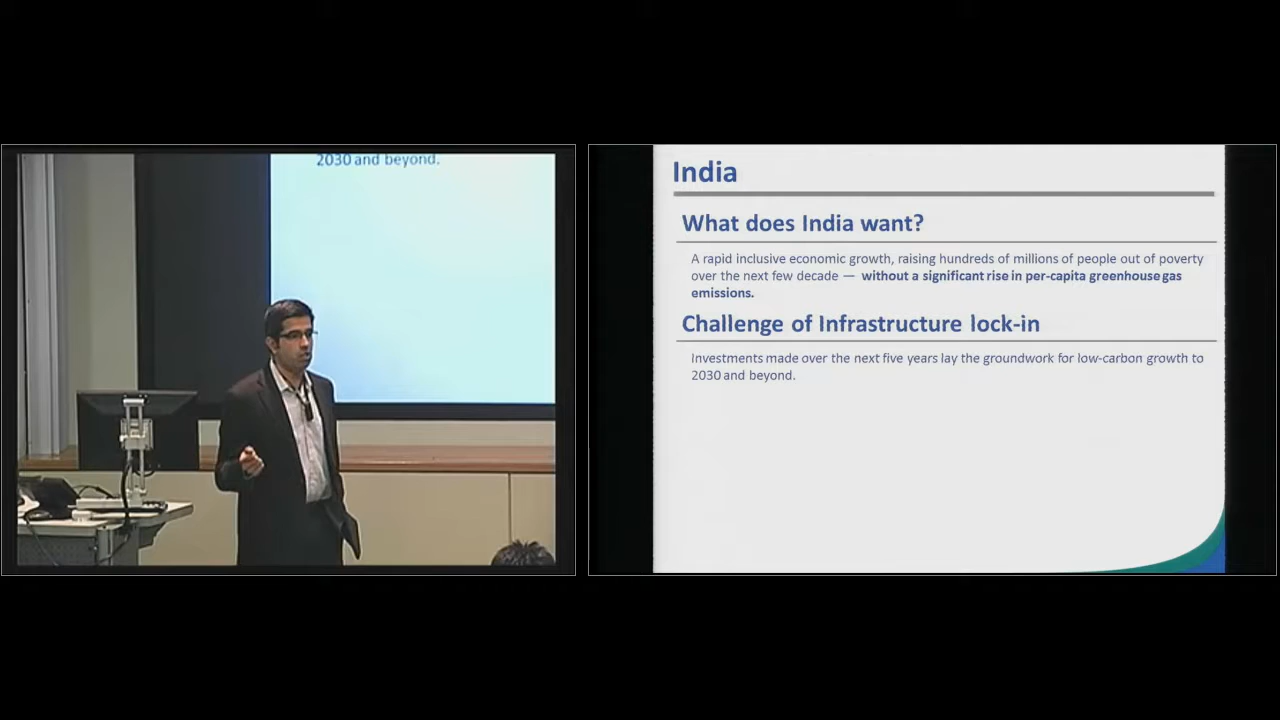 2030 and beyond.
India
What does India want?
A rapid inclusive economic growth, raising hundreds of millions of people out of poverty
over the next few decade — without a significant rise in per-capita greenhouse gas
emissions.
Challenge of Infrastructure lock-in
Investments made over the next five years lay the groundwork for low-carbon growth to
2030 and beyond.